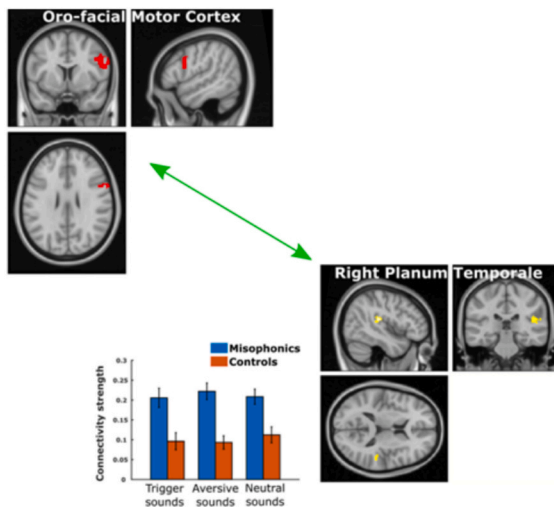 Oro-facial Motor Cortex
Right Planum Temporale
Misophonics
Controls
Connectivity strength
0.3
0.25
0.2
0.15
0.1
0.05
0
Trigger sounds
Aversive sounds
Neutral sounds